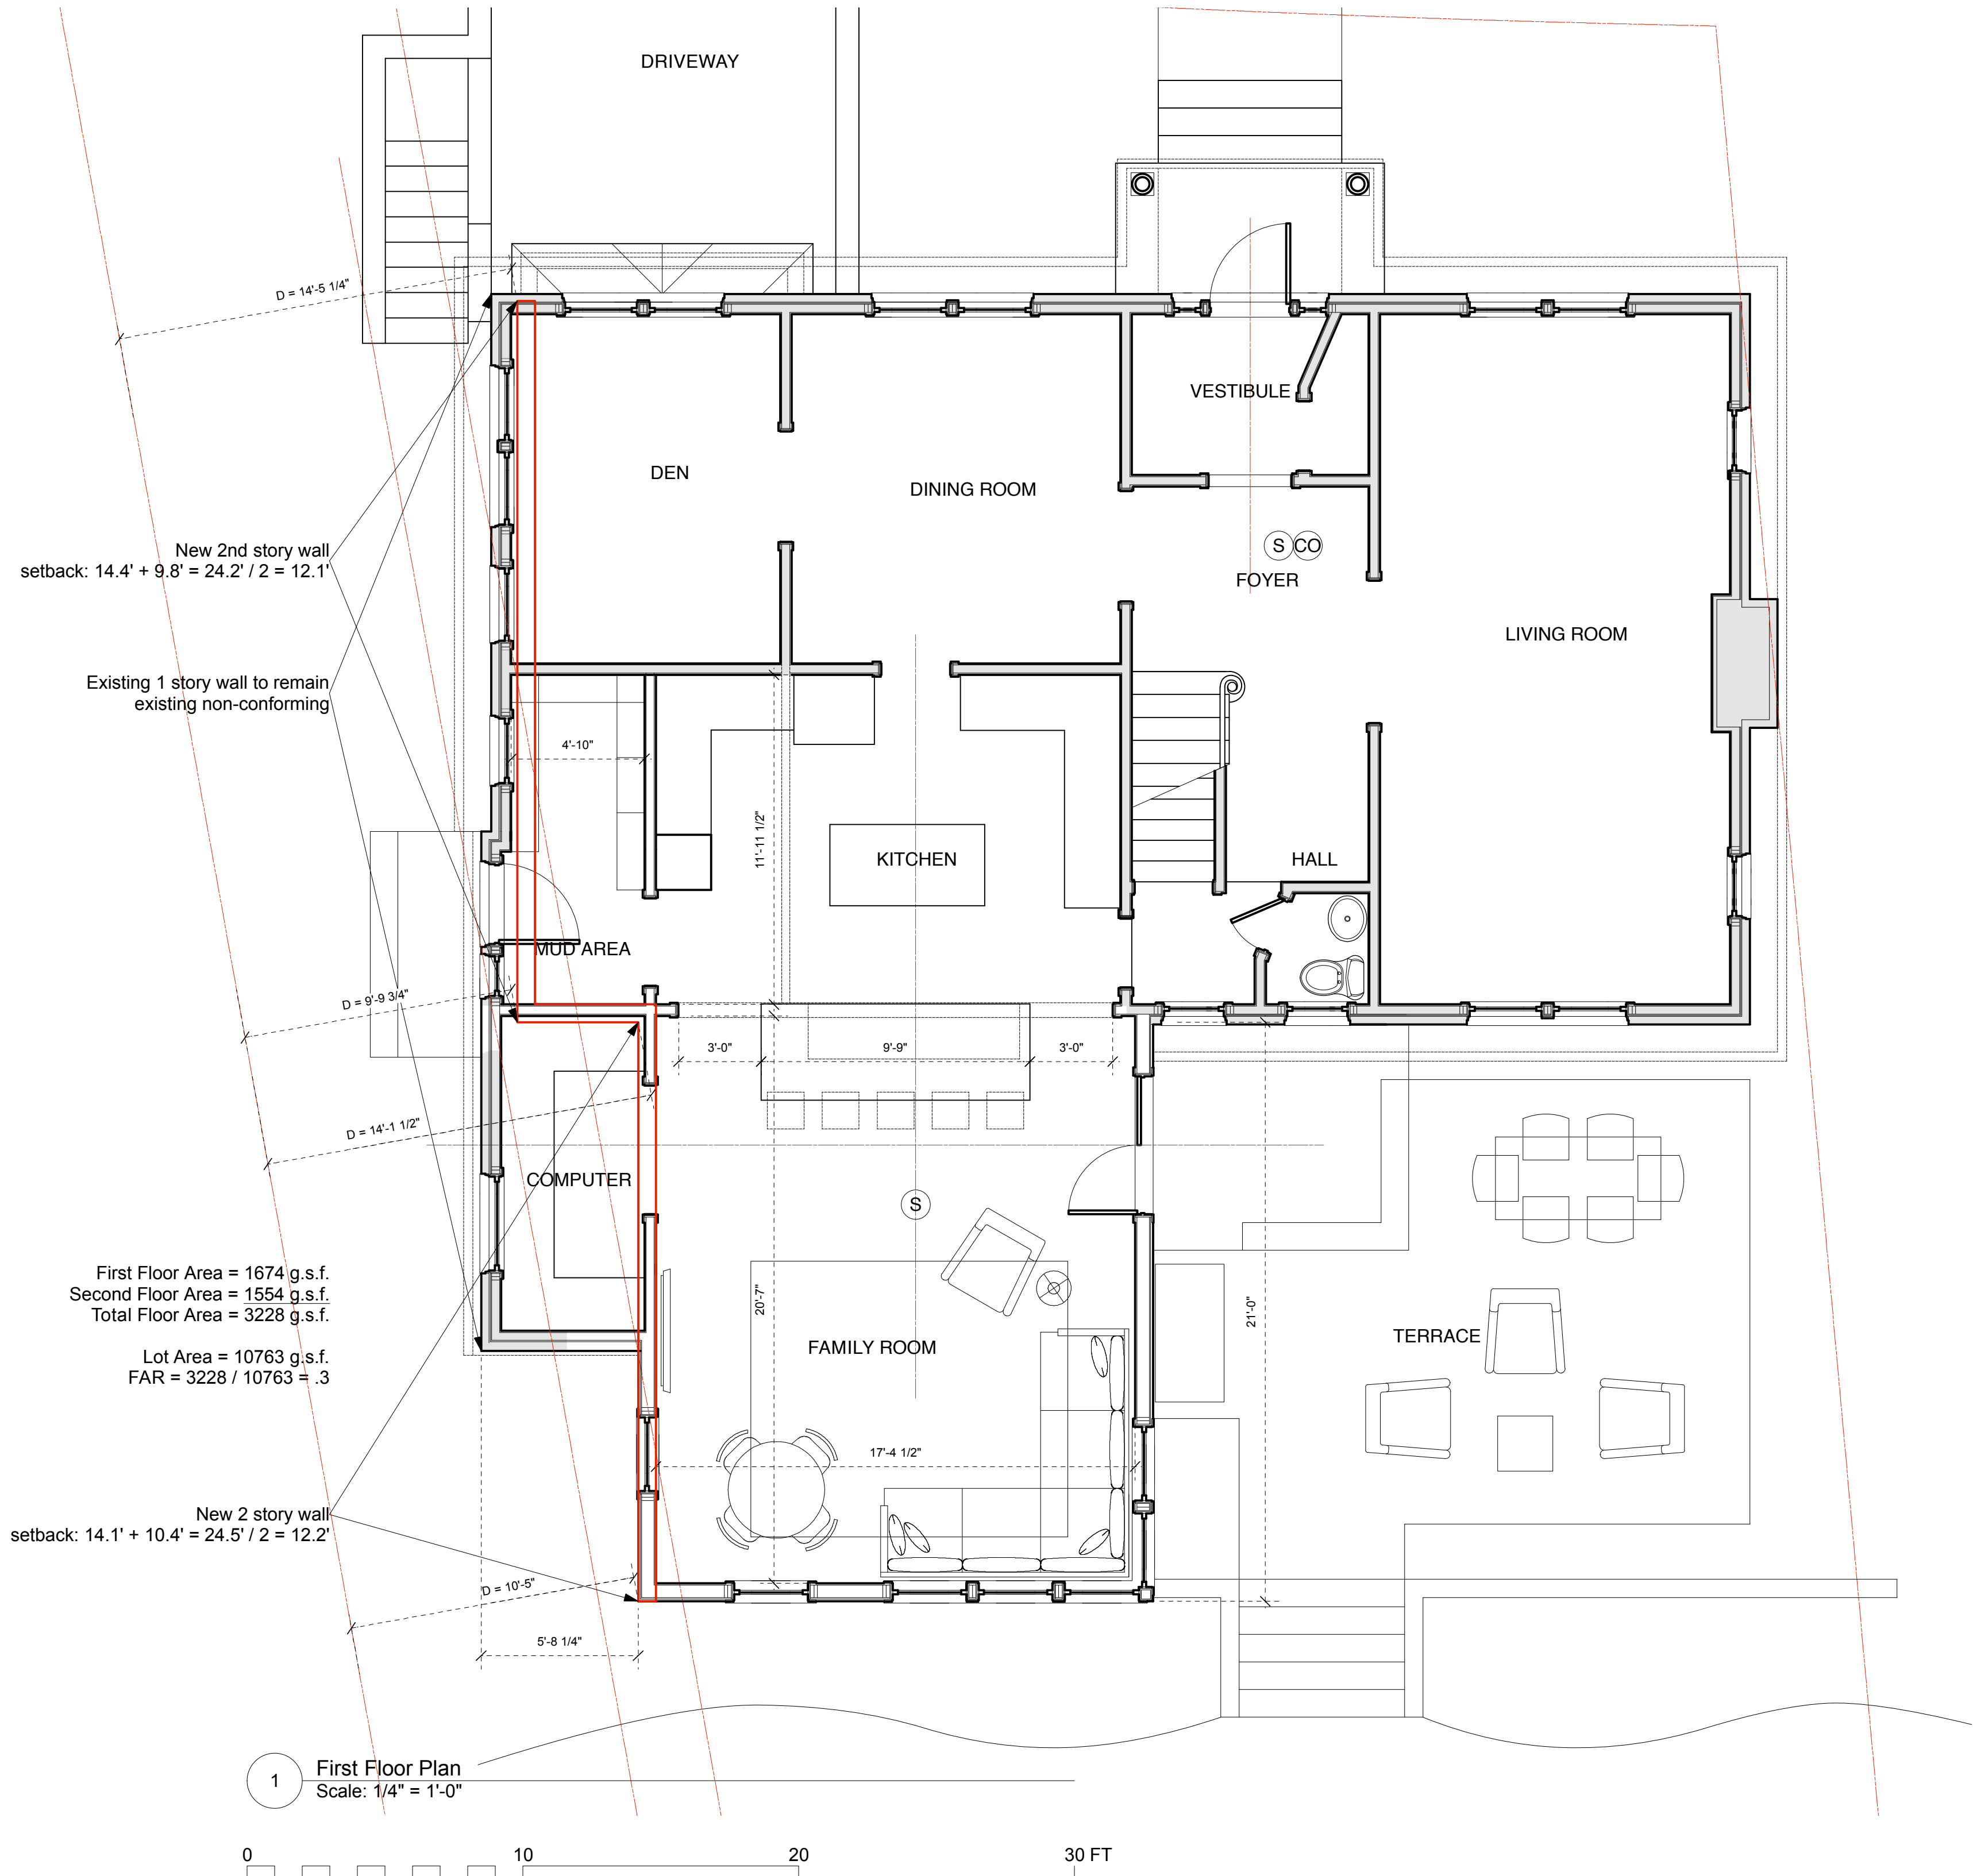 DRIVEWAY
D = 14'-5 1/4"
VESTIBULE
DEN
DINING ROOM
S CO
FOYER
New 2nd story wall
setback: 14.4' + 9.8' = 24.2' / 2 = 12.1'
LIVING ROOM
Existing 1 story wall to remain
existing non-conforming
4'-10"
11'-11 1/2"
KITCHEN
HALL
MUD AREA
D = 9'-9 3/4"
3'-0"
9'-9"
3'-0"
D = 14'-1 1/2"
COMPUTER
S
First Floor Area = 1674 g.s.f.
Second Floor Area = 1554 g.s.f.
Total Floor Area = 3228 g.s.f.
Lot Area = 10763 g.s.f.
FAR = 3228 / 10763 = .3
20'-7"
21'-0"
FAMILY ROOM
TERRACE
17'-4 1/2"
New 2 story wall
setback: 14.1' + 10.4' = 24.5' / 2 = 12.2'
D = 10'-5"
5'-8 1/4"
1
First Floor Plan
Scale: 1/4" = 1'-0"
0 10 20 30 FT